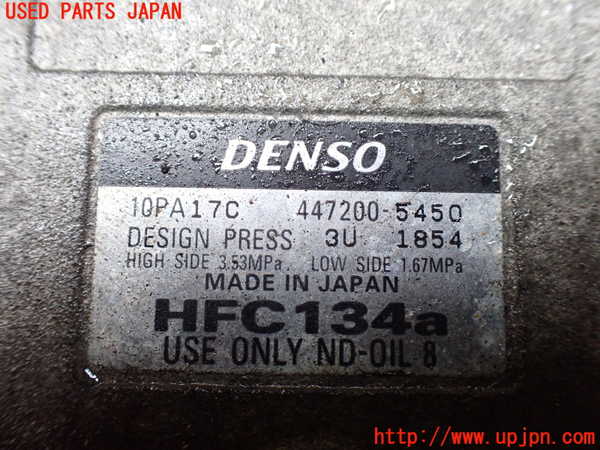 USED PARTS JAPAN
DENSO
10PA17C 447200-5450
DESIGN PRESS 3U 1854
HIGH SIDE 3.53MPa. LOW SIDE 1.67MPa
MADE IN JAPAN
HFC134a
USE ONLY ND-OIL 8
http://www.upjpn.com